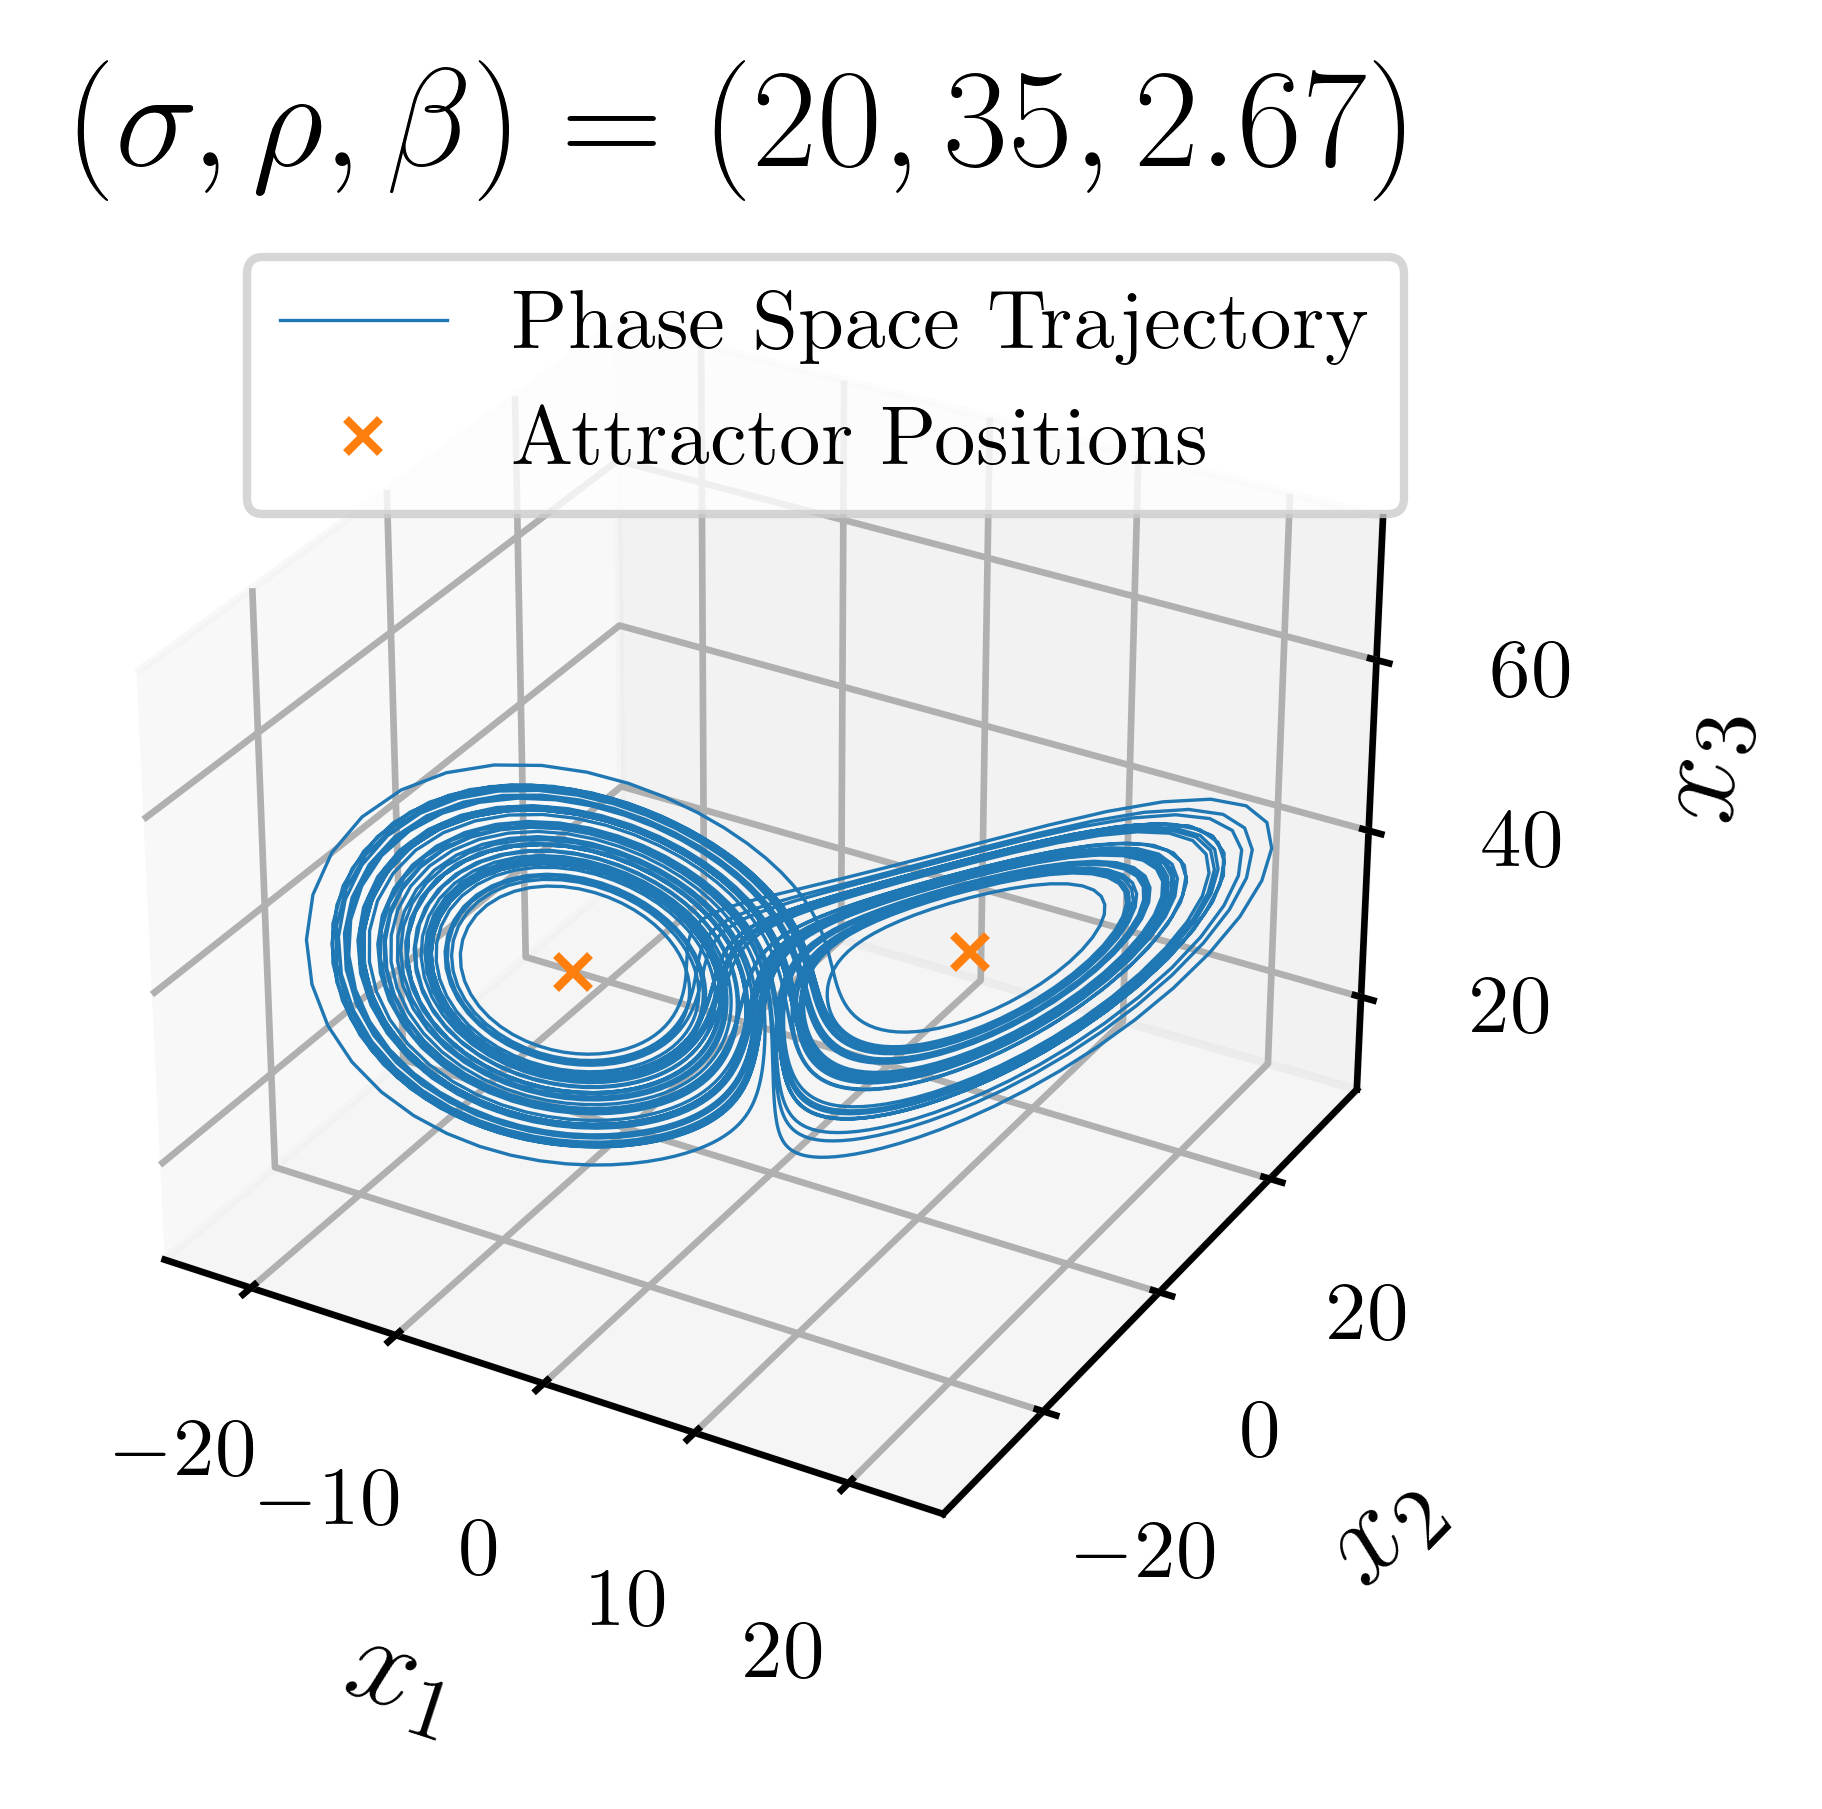 (σ, ρ, β) = (20, 35, 2.67)
Phase Space Trajectory
Attractor Positions
60
40
20
x₃
20
0
−20
x₂
−20
−10
0
10
20
x₁